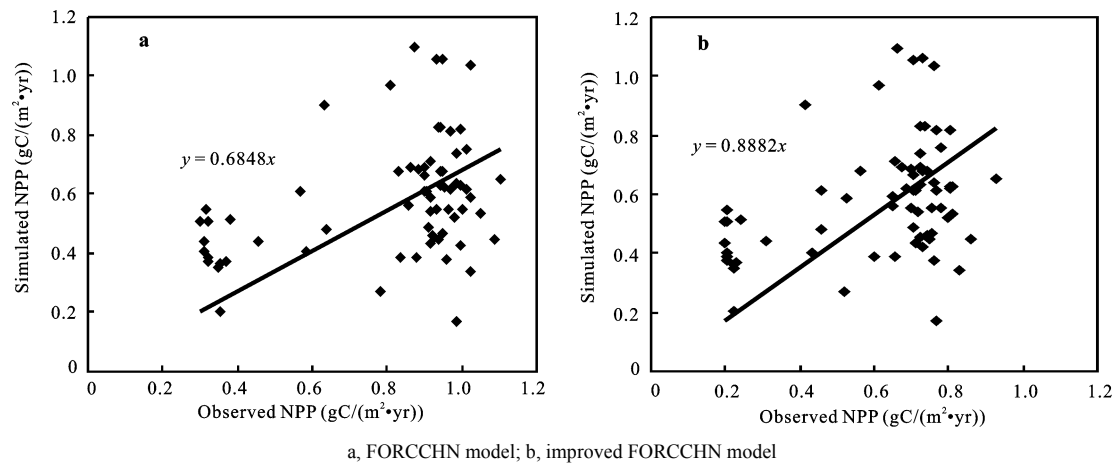 a
Simulated NPP (gC/(m²•yr))
1.2
1.0
0.8
0.6
0.4
0.2
0
y = 0.6848x
0 0.2 0.4 0.6 0.8 1.0 1.2
Observed NPP (gC/(m²•yr))
b
Simulated NPP (gC/(m²•yr))
1.2
1.0
0.8
0.6
0.4
0.2
0
y = 0.8882x
0 0.2 0.4 0.6 0.8 1.0 1.2
Observed NPP (gC/(m²•yr))
a, FORCCHN model; b, improved FORCCHN model